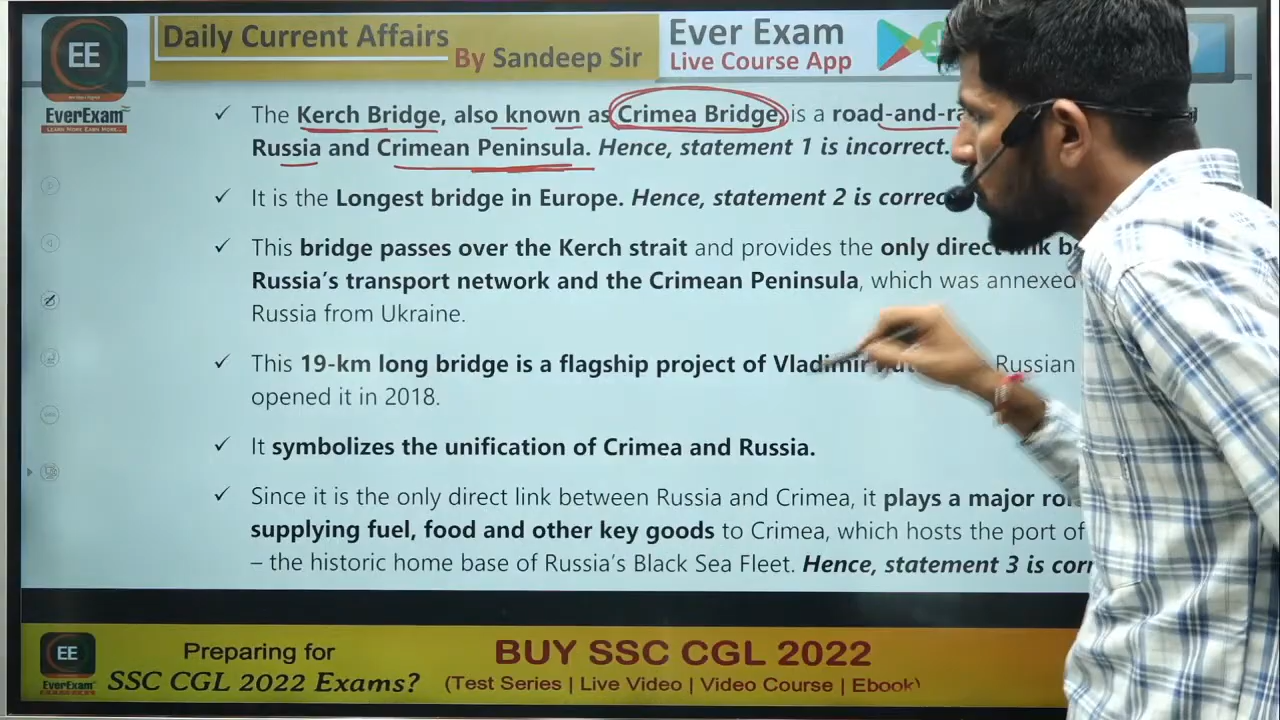 Daily Current Affairs
By Sandeep Sir
Ever Exam
Live Course App
EE
EverExam
LEARN MORE EARN MORE...
✓ The Kerch Bridge, also known as Crimea Bridge, is a road-and-ra
Russia and Crimean Peninsula. Hence, statement 1 is incorrect.
✓ It is the Longest bridge in Europe. Hence, statement 2 is correc
✓ This bridge passes over the Kerch strait and provides the only direct link b
Russia's transport network and the Crimean Peninsula, which was annexed
Russia from Ukraine.
✓ This 19-km long bridge is a flagship project of Vladimir Russian
opened it in 2018.
✓ It symbolizes the unification of Crimea and Russia.
✓ Since it is the only direct link between Russia and Crimea, it plays a major ro
supplying fuel, food and other key goods to Crimea, which hosts the port of
– the historic home base of Russia's Black Sea Fleet. Hence, statement 3 is corr
EE
EverExam
Preparing for
SSC CGL 2022 Exams?
BUY SSC CGL 2022
(Test Series | Live Video | Video Course | Ebook)